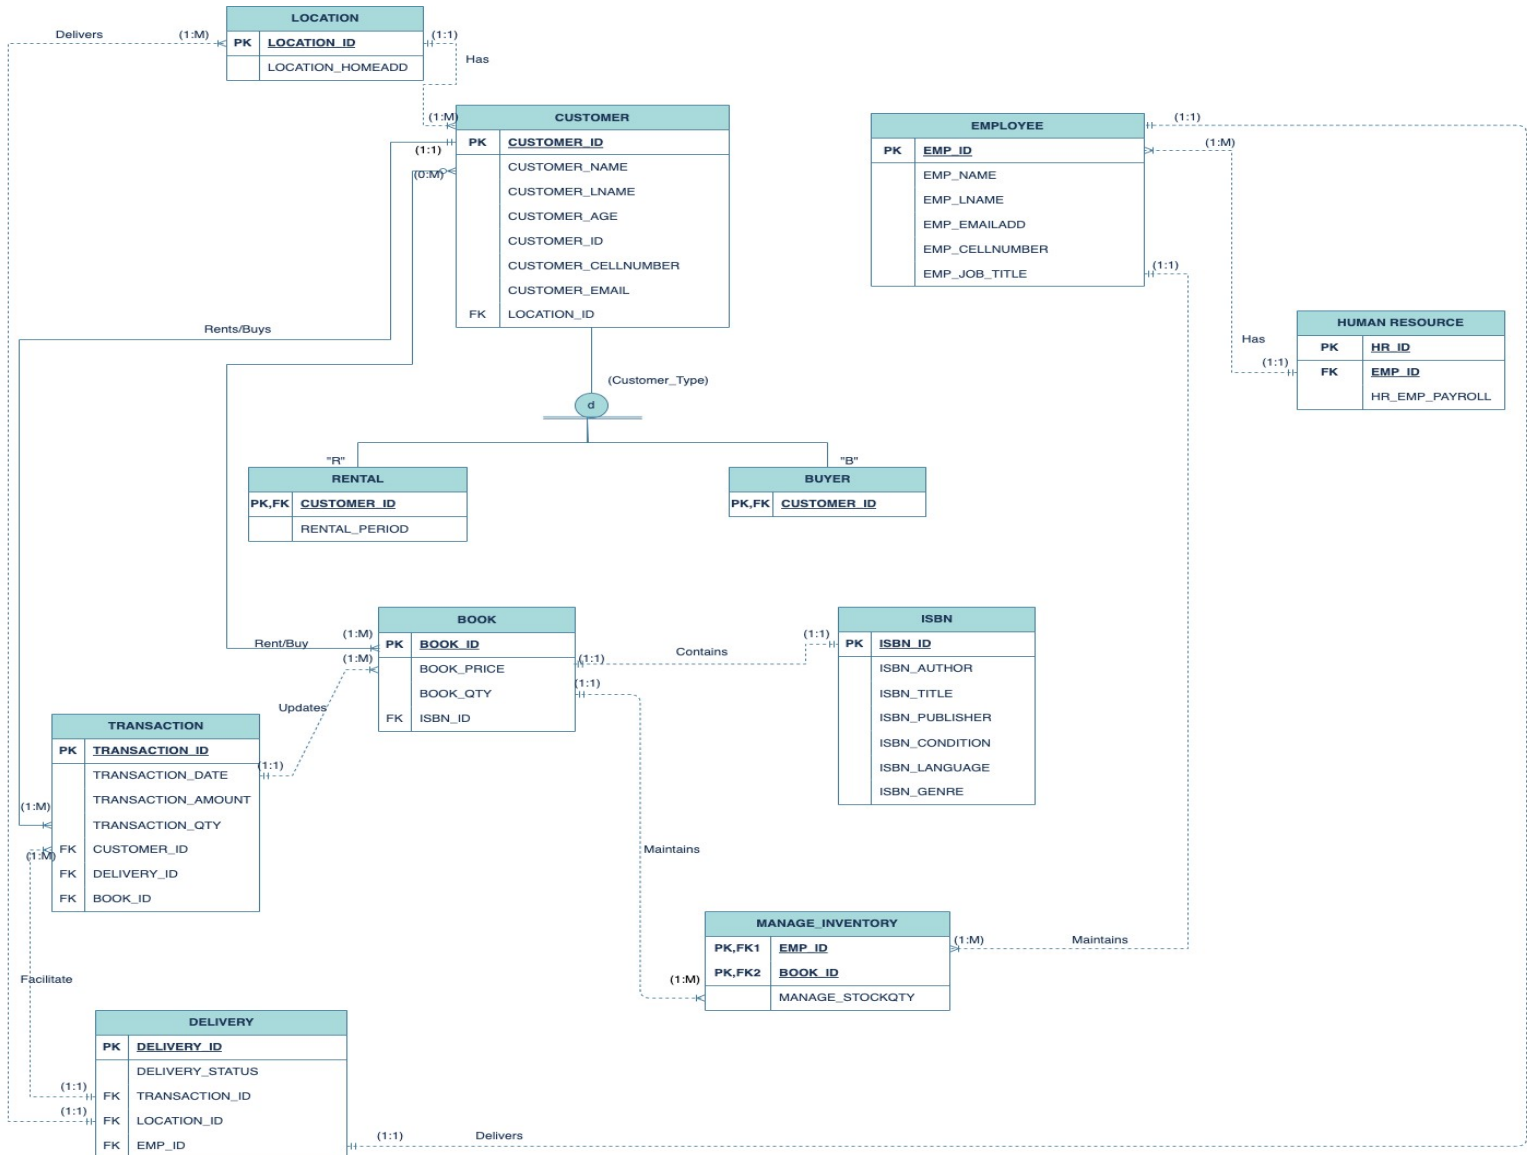 LOCATION
Delivers (1:M) PK LOCATION_ID (1:1)
LOCATION_HOMEADD
Has
(1:M) CUSTOMER
(1:1) PK CUSTOMER_ID
(0:M) CUSTOMER_NAME
CUSTOMER_LNAME
CUSTOMER_AGE
CUSTOMER_ID
CUSTOMER_CELLNUMBER
CUSTOMER_EMAIL
FK LOCATION_ID
EMPLOYEE (1:1)
PK EMP_ID (1:M)
EMP_NAME
EMP_LNAME
EMP_EMAILADD
EMP_CELLNUMBER
EMP_JOB_TITLE (1:1)
HUMAN RESOURCE
PK HR_ID
Has
(1:1) FK EMP_ID
HR_EMP_PAYROLL
Rents/Buys
(Customer_Type)
d
"R" "B"
RENTAL
PK,FK CUSTOMER_ID
RENTAL_PERIOD
BUYER
PK,FK CUSTOMER_ID
BOOK
Rent/Buy (1:M) PK BOOK_ID
(1:M) BOOK_PRICE (1:1) Contains (1:1)
BOOK_QTY (1:1)
FK ISBN_ID
ISBN
PK ISBN_ID
ISBN_AUTHOR
ISBN_TITLE
ISBN_PUBLISHER
ISBN_CONDITION
ISBN_LANGUAGE
ISBN_GENRE
Updates
TRANSACTION
PK TRANSACTION_ID
TRANSACTION_DATE (1:1)
TRANSACTION_AMOUNT
(1:M) TRANSACTION_QTY
(1:M) FK CUSTOMER_ID
FK DELIVERY_ID
FK BOOK_ID
Maintains
MANAGE_INVENTORY
PK,FK1 EMP_ID (1:M) Maintains
(1:M) PK,FK2 BOOK_ID
MANAGE_STOCKQTY
Facilitate
DELIVERY
PK DELIVERY_ID
DELIVERY_STATUS
(1:1) FK TRANSACTION_ID
(1:1) FK LOCATION_ID
FK EMP_ID (1:1) Delivers